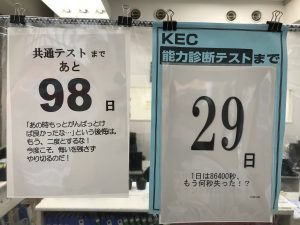 共通テスト まで
あと
98 日
「あの時もっとがんばっとけ
ば良かったな…」という後悔は、
もう、二度とするな！
今度こそ、悔いを残さず
やり切るのだ！
KEC
能力診断テストまで
29 日
1日は86400秒、
もう何秒失った！？